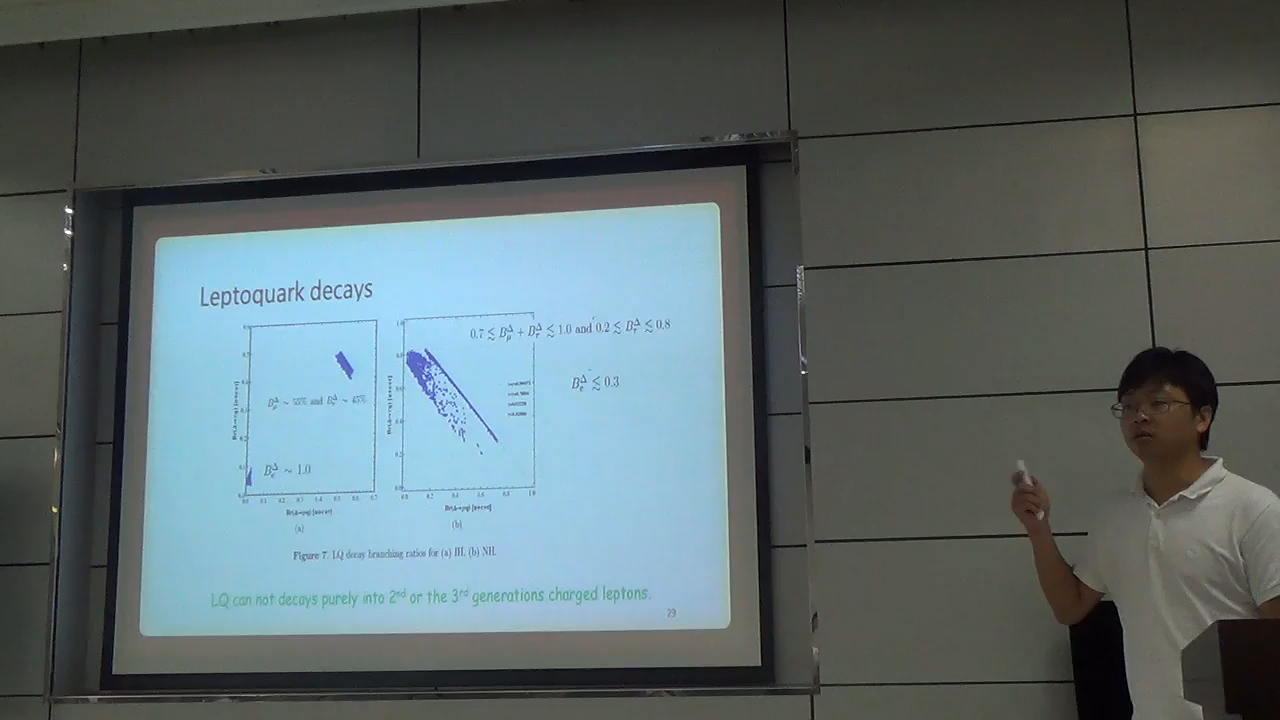 Leptoquark decays
0.7 ≲ B_μ^Δ + B_τ^Δ ≲ 1.0 and 0.2 ≲ B_τ^Δ ≲ 0.8
B_e^Δ ≲ 0.3
B_μ^Δ ~ 55% and B_τ^Δ ~ 45%
B_e^Δ ~ 1.0
(a)
(b)
Figure 7. LQ decay branching ratios for (a) IH, (b) NH.
LQ can not decays purely into 2nd or the 3rd generations charged leptons.
29